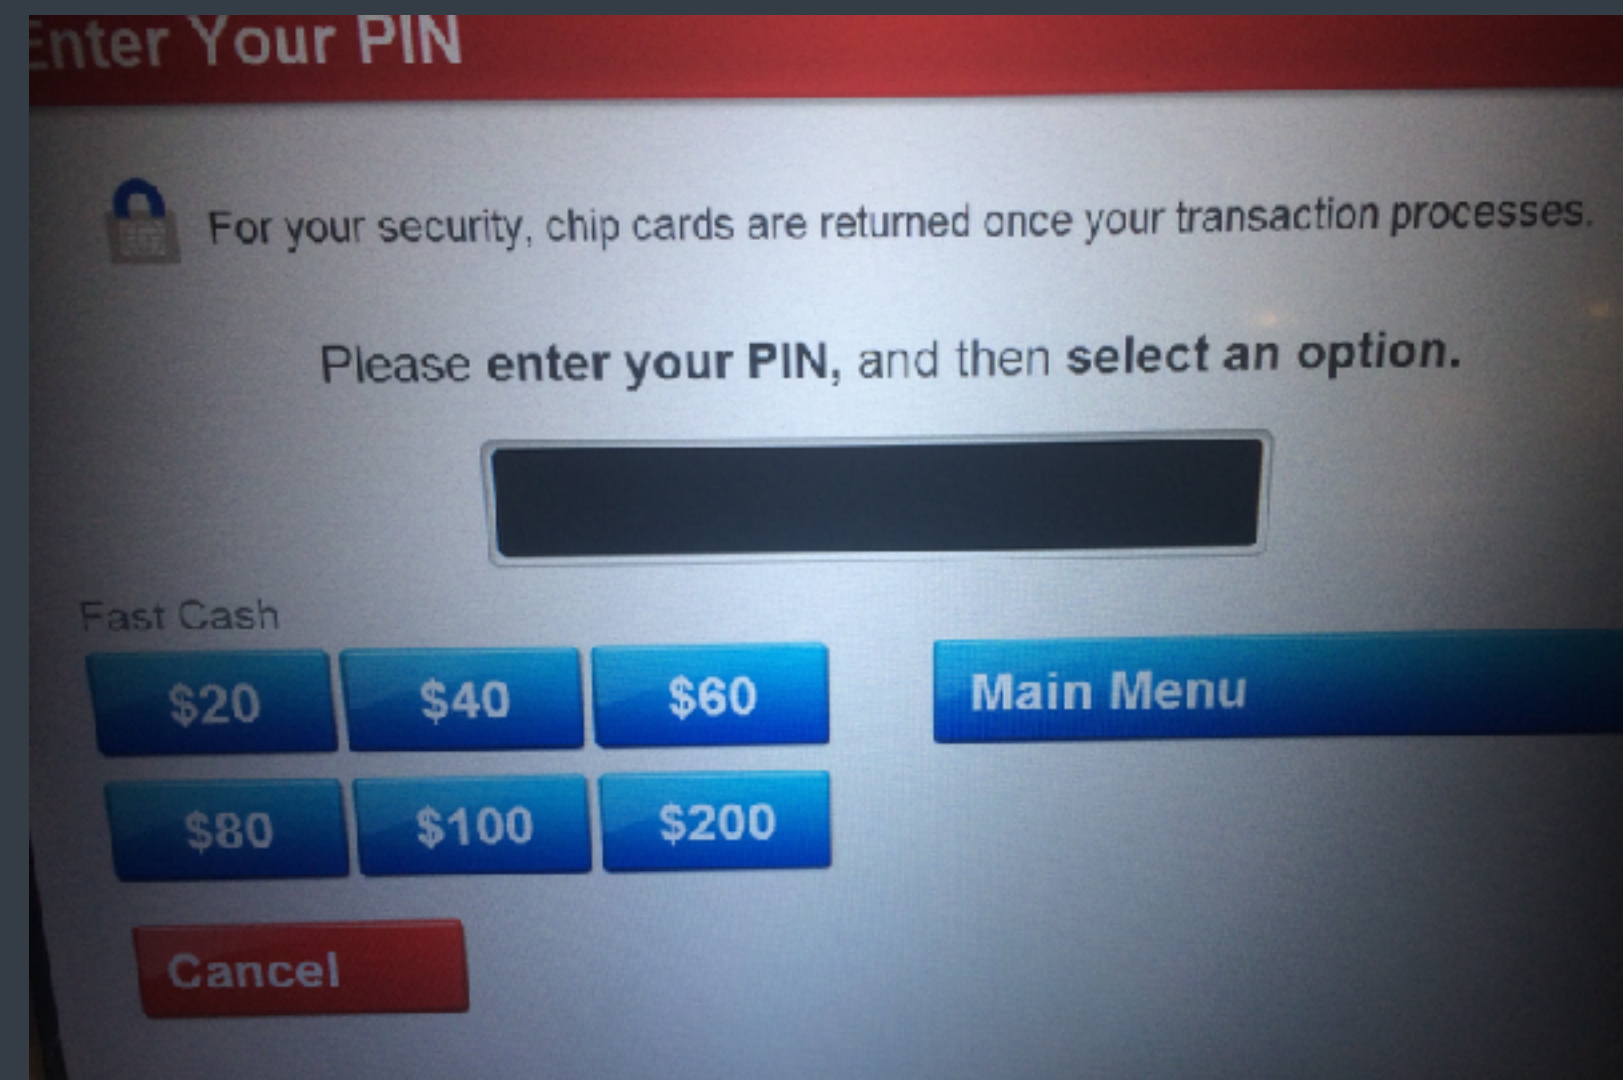 Enter Your PIN
For your security, chip cards are returned once your transaction processes.
Please enter your PIN, and then select an option.
Fast Cash
$20 $40 $60 Main Menu
$80 $100 $200
Cancel